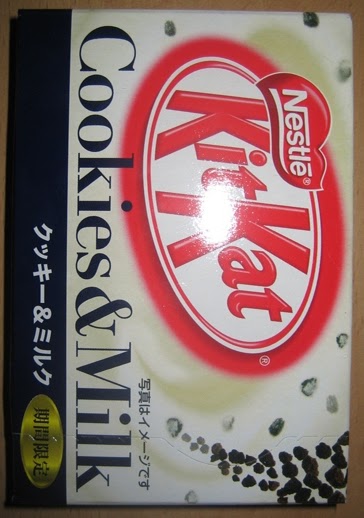 Nestlé®
KitKat®
写真はイメージです
Cookies&Milk
クッキー&ミルク
期間限定